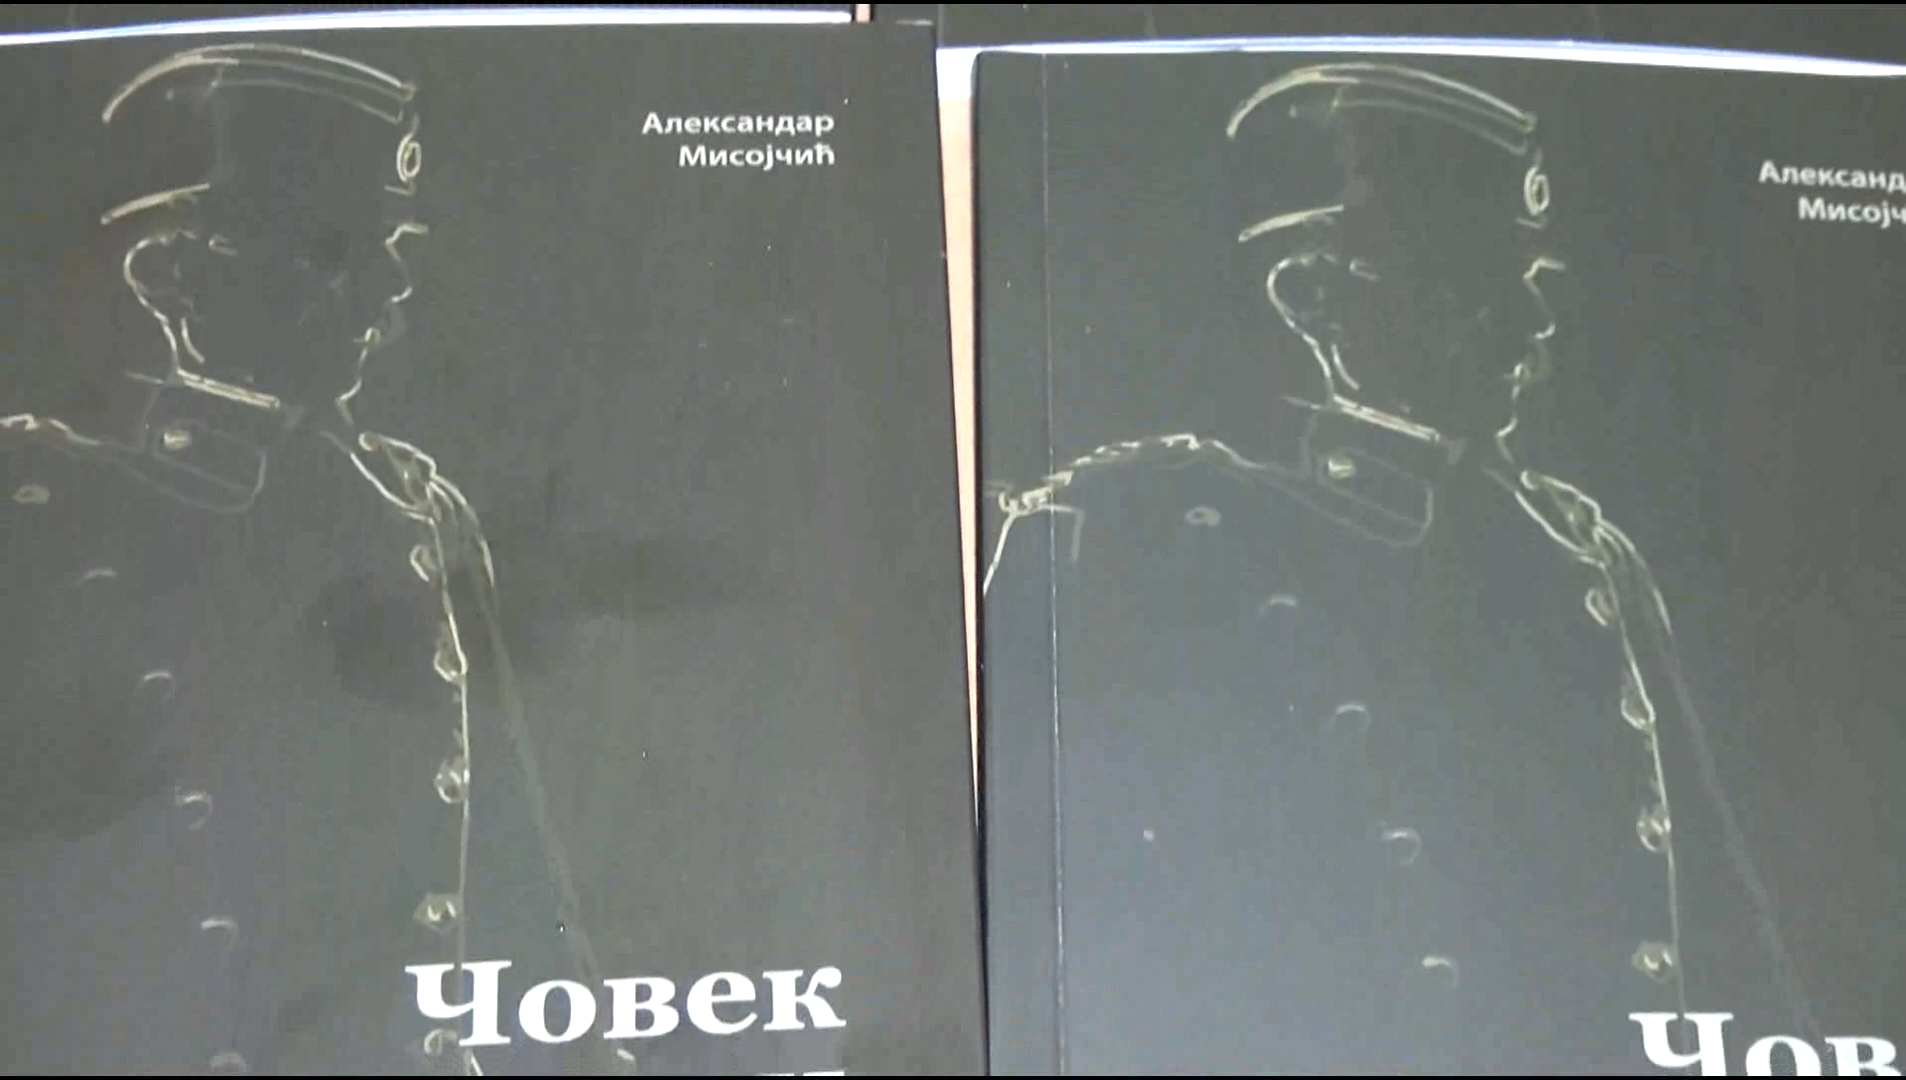 Александар
Мисојчић
Човек
Александ
Мисојч
Чов